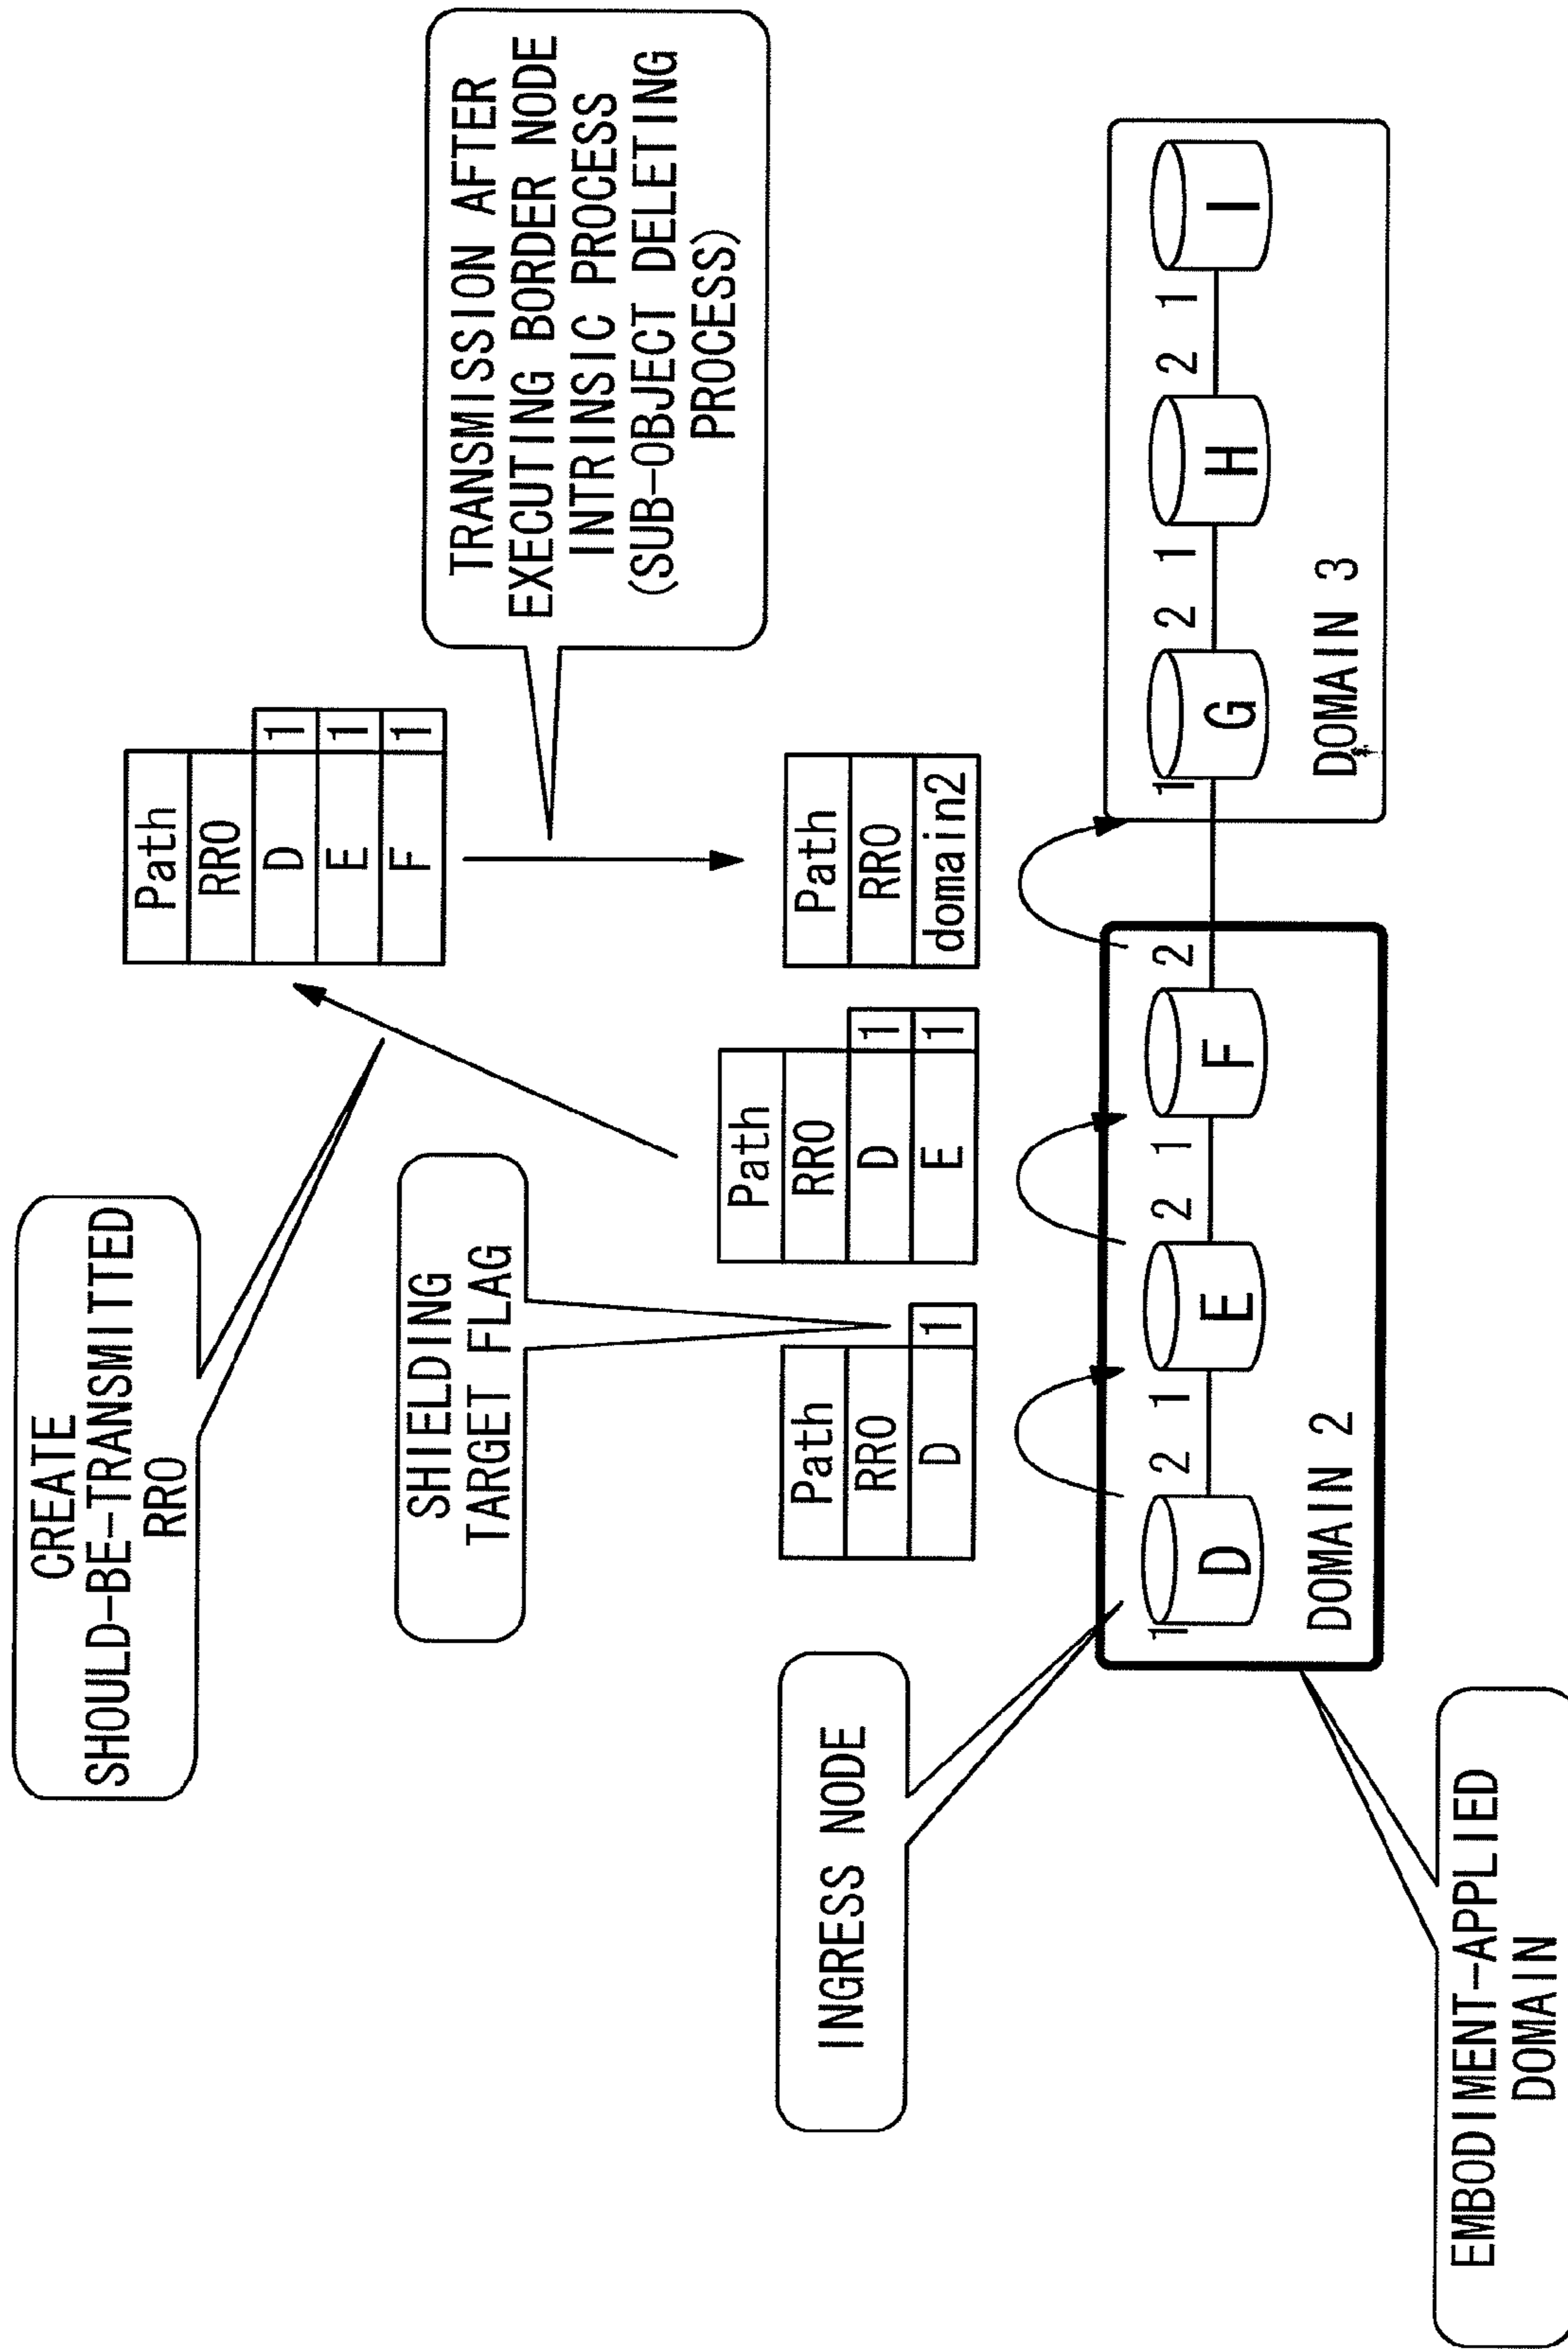 CREATE
SHOULD-BE-TRANSMITTED
RRO
Path
RRO
D 1
E 1
F 1
TRANSMISSION AFTER
EXECUTING BORDER NODE
INTRINSIC PROCESS
(SUB-OBJECT DELETING
PROCESS)
SHIELDING
TARGET FLAG
INGRESS NODE
Path
RRO
D 1
Path
RRO
D 1
E 1
Path
RRO
domain2
1 D 2 1 E 2 1 F 2
DOMAIN 2
1 G 2 1 H 2 1 I
DOMAIN 3
EMBODIMENT-APPLIED
DOMAIN